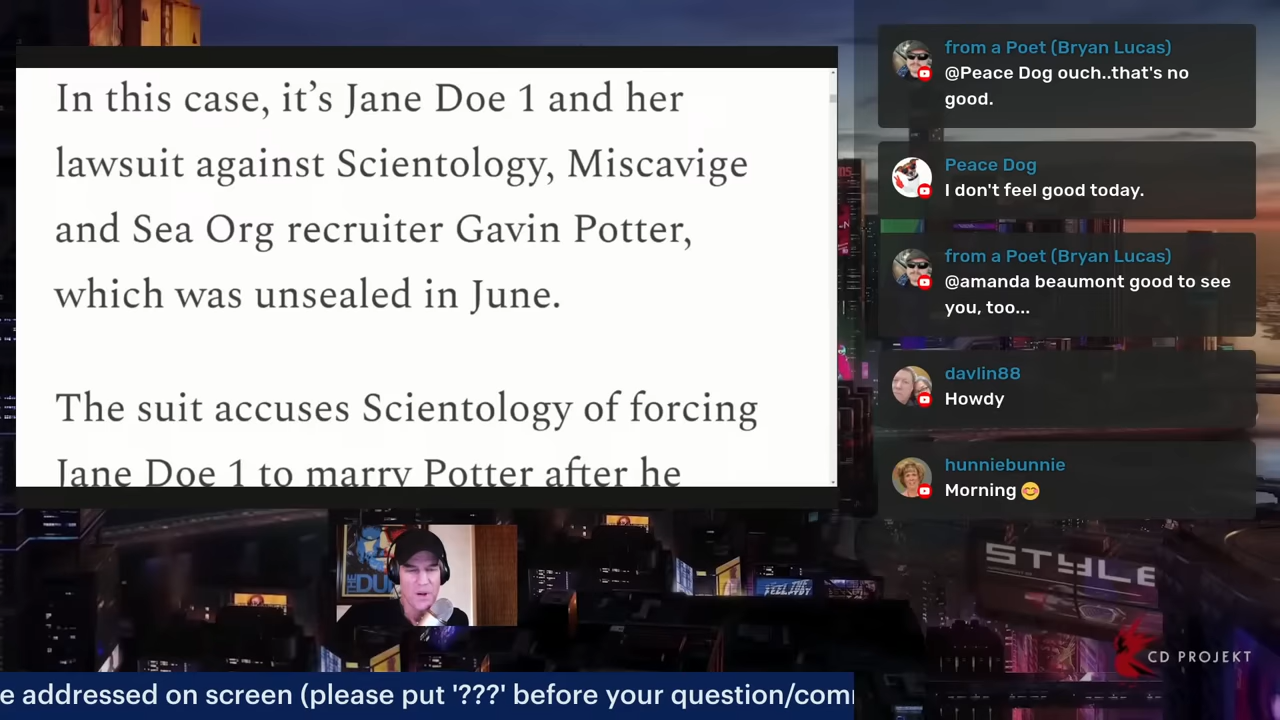 In this case, it’s Jane Doe 1 and her
lawsuit against Scientology, Miscavige
and Sea Org recruiter Gavin Potter,
which was unsealed in June.
The suit accuses Scientology of forcing
Jane Doe 1 to marry Potter after he
from a Poet (Bryan Lucas)
@Peace Dog ouch..that's no
good.
Peace Dog
I don't feel good today.
from a Poet (Bryan Lucas)
@amanda beaumont good to see
you, too...
davlin88
Howdy
hunniebunnie
Morning 😊
THE
DU
STYLE
CD PROJEKT
e addressed on screen (please put '???' before your question/com